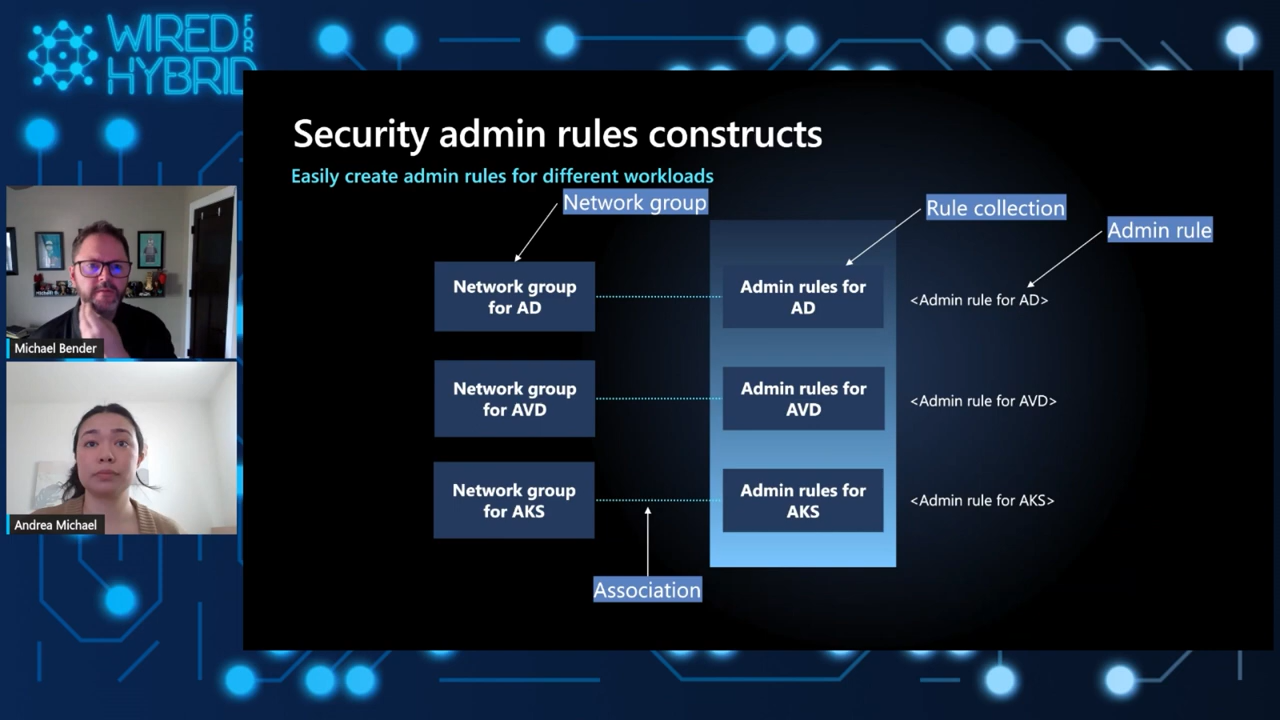 WIRED FOR
HYBRID
Security admin rules constructs
Easily create admin rules for different workloads
Network group
Rule collection
Admin rule
Network group
for AD
Admin rules for
AD
<Admin rule for AD>
Network group
for AVD
Admin rules for
AVD
<Admin rule for AVD>
Network group
for AKS
Admin rules for
AKS
<Admin rule for AKS>
Association
Michael Bender
Andrea Michael